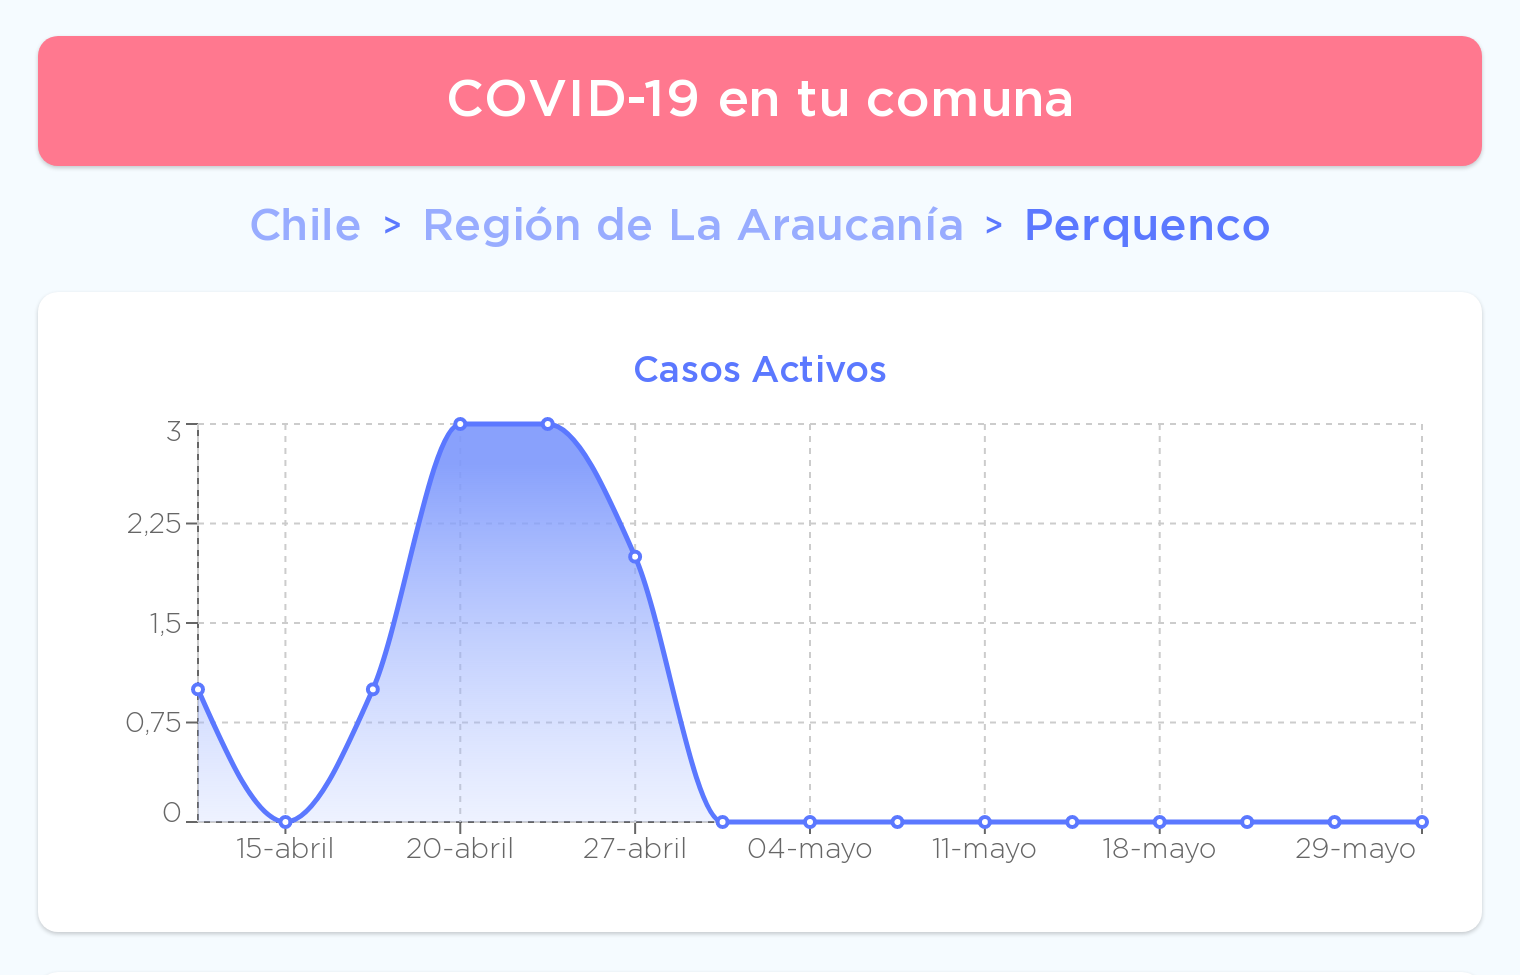 COVID-19 en tu comuna
Chile > Región de La Araucanía > Perquenco
Casos Activos
3
2,25
1,5
0,75
0
15-abril 20-abril 27-abril 04-mayo 11-mayo 18-mayo 29-mayo